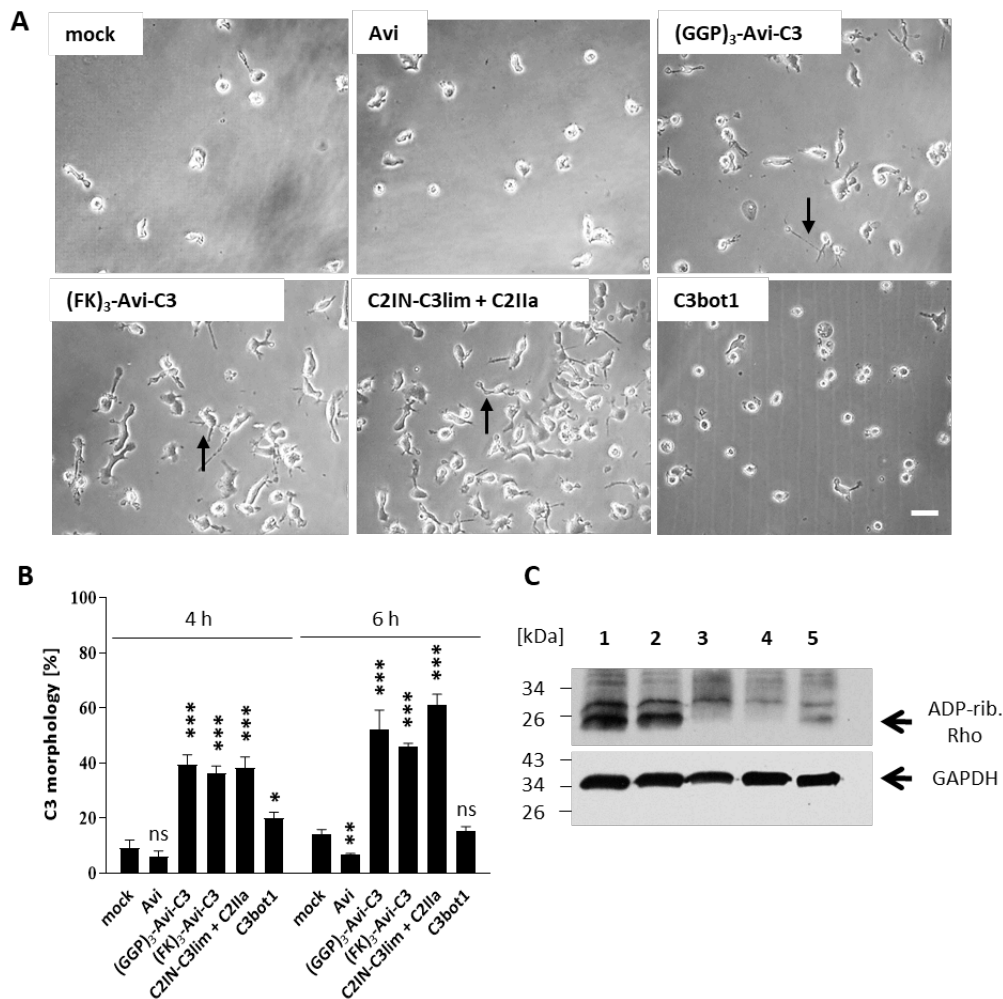 A
mock
Avi
(GGP)₃-Avi-C3
(FK)₃-Avi-C3
C2IN-C3lim + C2IIa
C3bot1
B
C3 morphology [%]
100
80
60
40
20
0
4 h
6 h
ns
***
***
***
*
**
***
***
***
ns
mock
Avi
(GGP)₃-Avi-C3
(FK)₃-Avi-C3
C2IN-C3lim + C2IIa
C3bot1
mock
Avi
(GGP)₃-Avi-C3
(FK)₃-Avi-C3
C2IN-C3lim + C2IIa
C3bot1
C
[kDa] 1 2 3 4 5
34
26
ADP-rib.
Rho
43
34
26
GAPDH